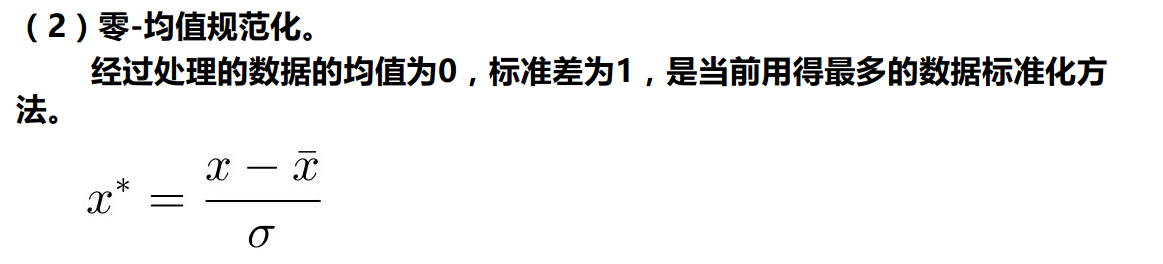 （2）零-均值规范化。
经过处理的数据的均值为0，标准差为1，是当前用得最多的数据标准化方
法。
x* = (x − x̄) / σ